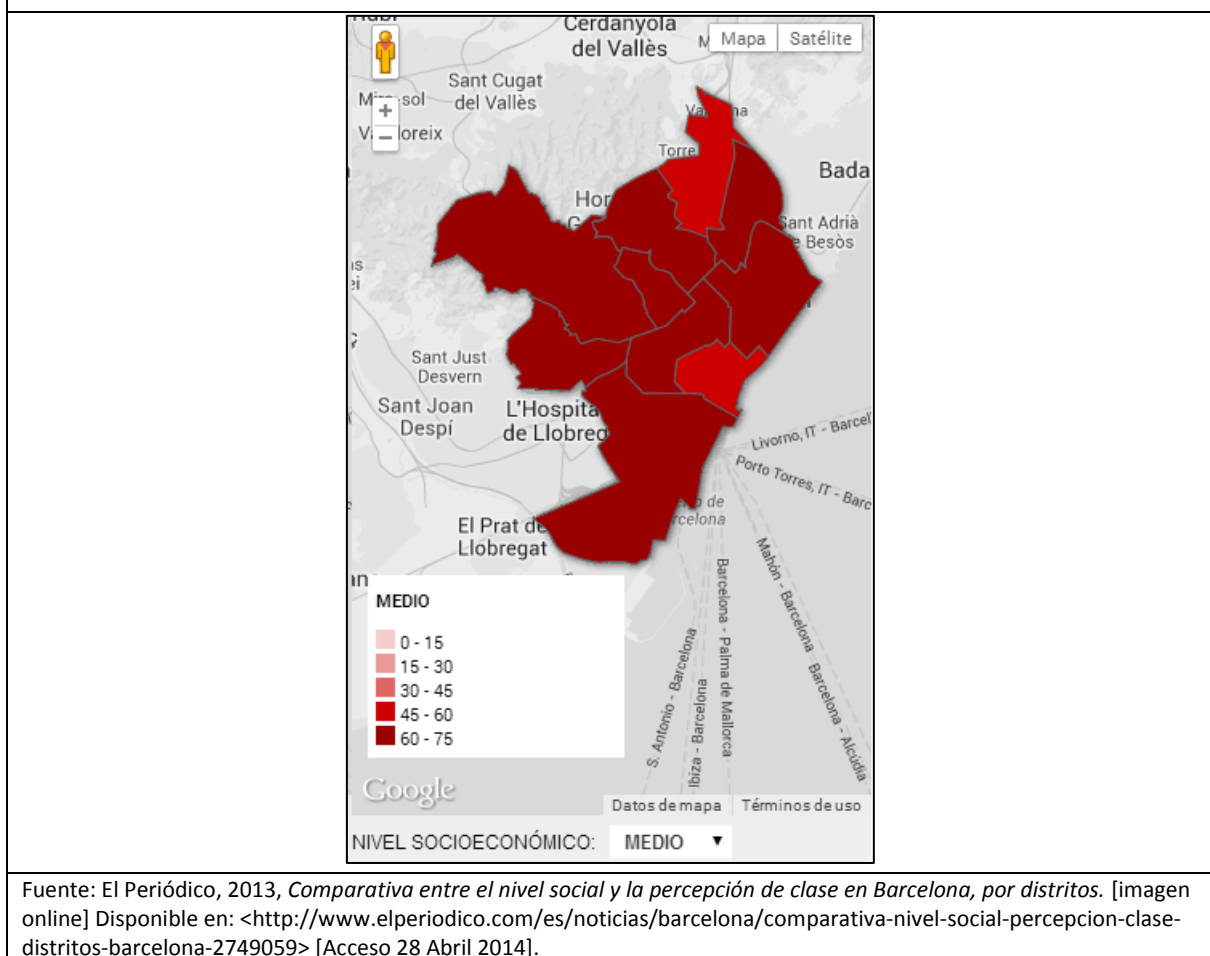 Cerdanyola
del Vallès
Mapa
Satélite
Sant Cugat
del Vallès
Torre
Bada
Hor
G
Sant Adrià
e Besòs
Sant Just
Desvern
Sant Joan
Despí
L'Hospita
de Llobreg
Livorno, IT - Barcel
Porto Torres, IT - Barc
El Prat de
Llobregat
Mahón - Barcelona
Barcelona - Palma de Mallorca
Barcelona - Alcúdia
S. Antonio - Barcelona
Ibiza - Barcelona
MEDIO
0 - 15
15 - 30
30 - 45
45 - 60
60 - 75
Google
Datos de mapa
Términos de uso
NIVEL SOCIOECONÓMICO: MEDIO
Fuente: El Periódico, 2013, Comparativa entre el nivel social y la percepción de clase en Barcelona, por distritos. [imagen
online] Disponible en: <http://www.elperiodico.com/es/noticias/barcelona/comparativa-nivel-social-percepcion-clase-
distritos-barcelona-2749059> [Acceso 28 Abril 2014].